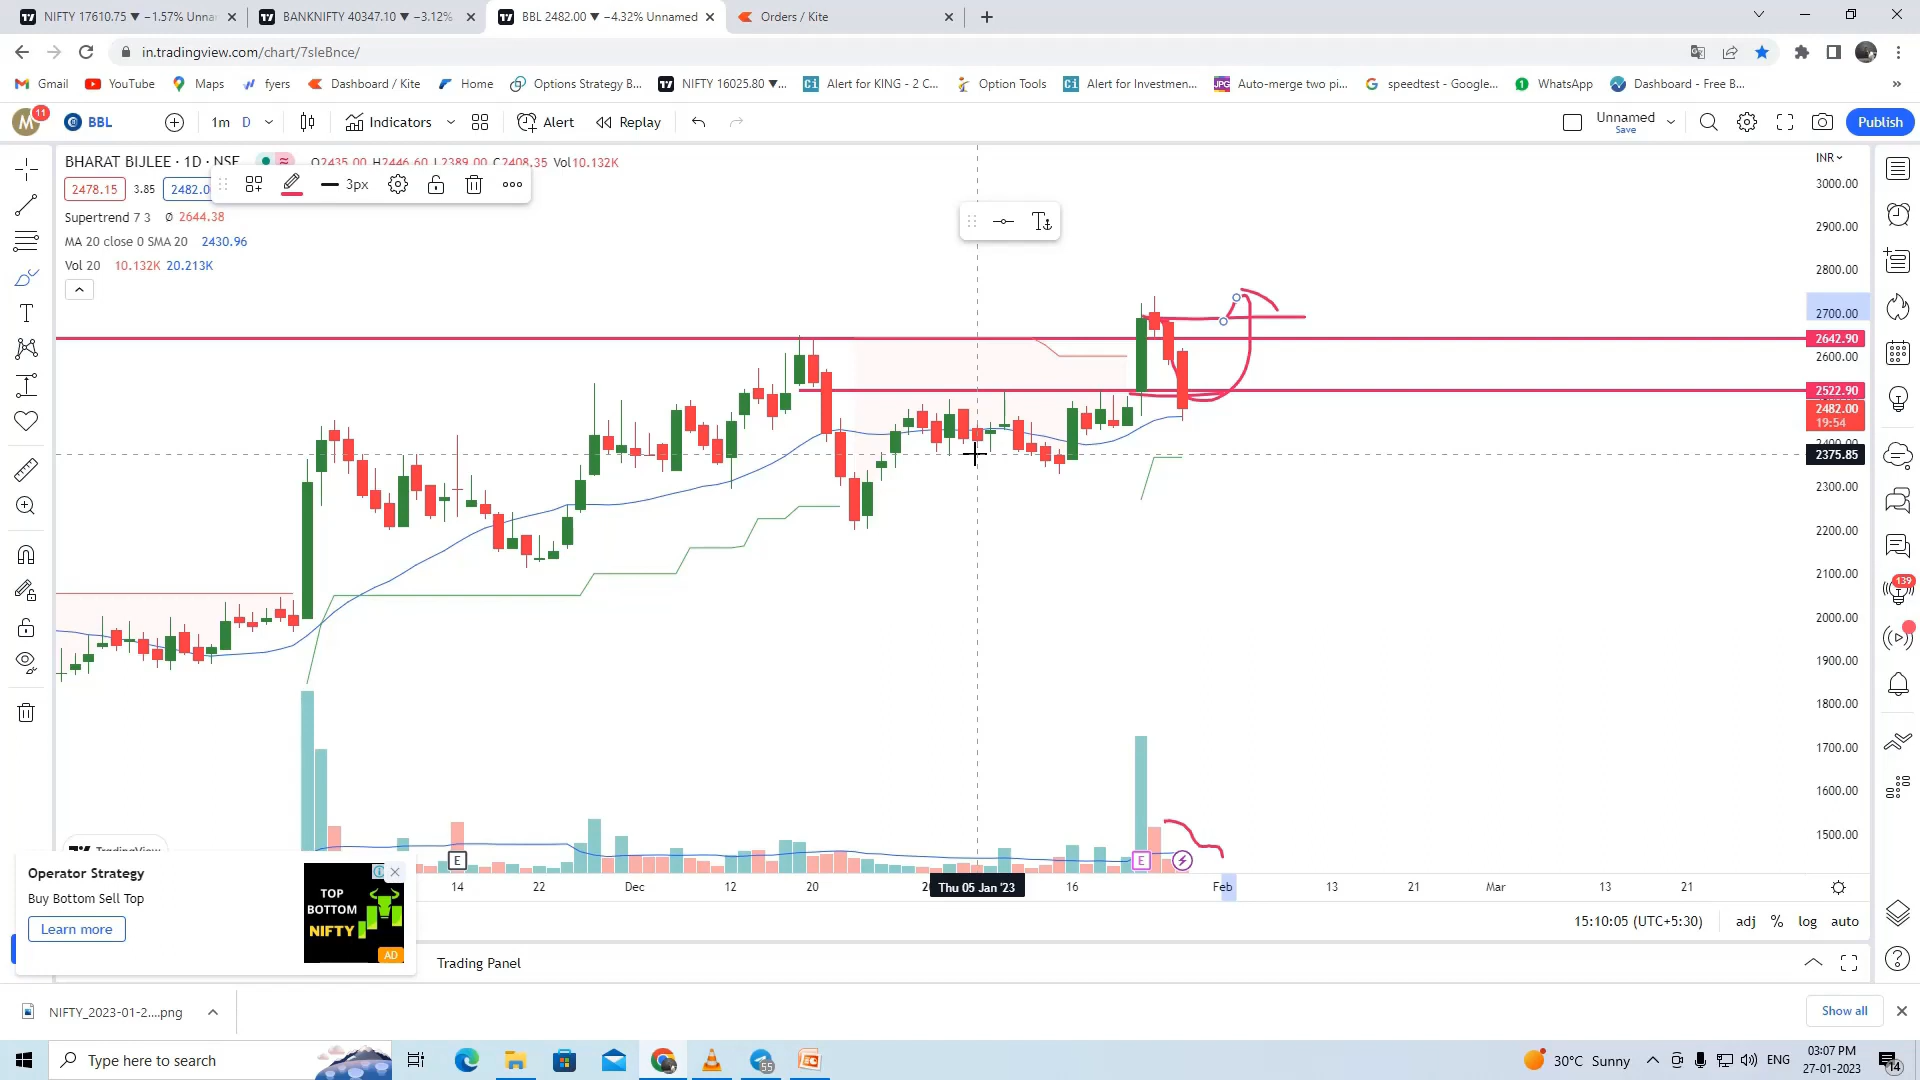 NIFTY 17610.75 ▼ −1.57% Unna
BANKNIFTY 40347.10 ▼ −3.12%
BBL 2482.00 ▼ −4.32% Unnamed
Orders / Kite
in.tradingview.com/chart/7sleBnce/
Gmail YouTube Maps fyers Dashboard / Kite Home Options Strategy B... NIFTY 16025.80 ▼... Alert for KING - 2 C... Option Tools Alert for Investmen... Auto-merge two pi... speedtest - Google... WhatsApp Dashboard - Free B... »
M 11 BBL 1m D Indicators Alert Replay Unnamed Publish
Save
BHARAT BIJLEE · 1D · NSE O2435.00 H2446.60 L2389.00 C2408.35 Vol10.132K
INR
2478.15 3.85 2482.0 3px
Supertrend 7 3 Ø 2644.38
MA 20 close 0 SMA 20 2430.96
Vol 20 10.132K 20.213K
3000.00
2900.00
2800.00
2700.00
2642.90
2600.00
2522.90
2482.00
19:54
2400.00
2375.85
2300.00
2200.00
2100.00
2000.00
1900.00
1800.00
1700.00
1600.00
1500.00
139
TradingView
E E
14 22 Dec 12 20 Thu 05 Jan '23 16 Feb 13 21 Mar 13 21
Operator Strategy
Buy Bottom Sell Top
Learn more
TOP
BOTTOM
NIFTY
AD
15:10:05 (UTC+5:30) adj % log auto
Trading Panel
NIFTY_2023-01-2....png
Show all
Type here to search
55
30°C Sunny
ENG
03:07 PM
27-01-2023
14